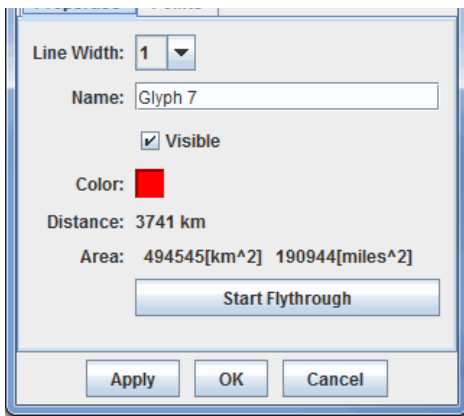 Line Width: 1
Name: Glyph 7
Visible
Color:
Distance: 3741 km
Area: 494545[km^2] 190944[miles^2]
Start Flythrough
Apply OK Cancel